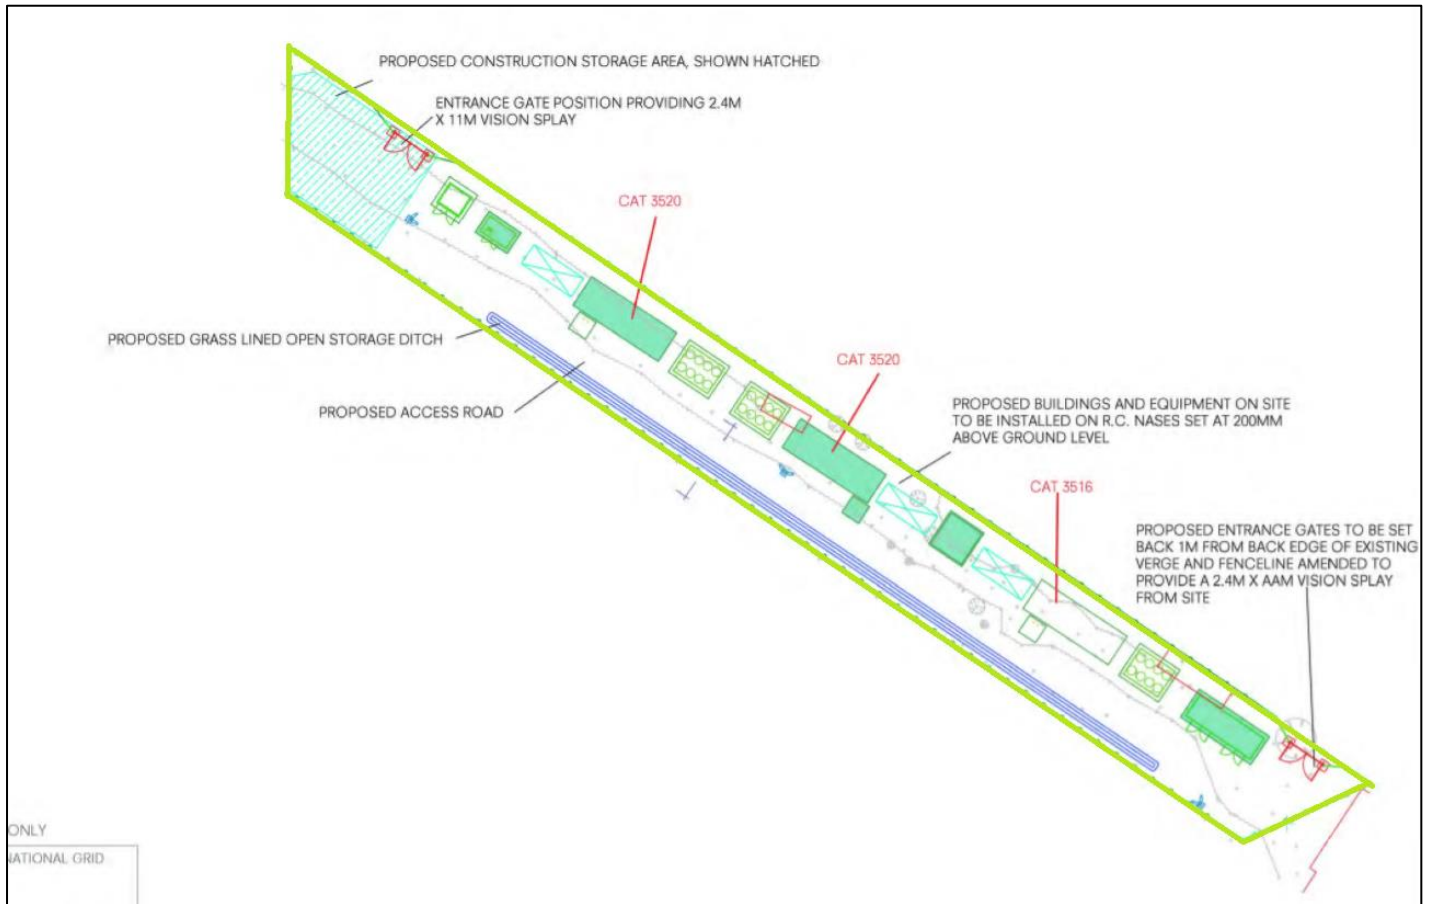 PROPOSED CONSTRUCTION STORAGE AREA, SHOWN HATCHED
ENTRANCE GATE POSITION PROVIDING 2.4M
X 11M VISION SPLAY
CAT 3520
PROPOSED GRASS LINED OPEN STORAGE DITCH
CAT 3520
PROPOSED ACCESS ROAD
PROPOSED BUILDINGS AND EQUIPMENT ON SITE
TO BE INSTALLED ON R.C. NASES SET AT 200MM
ABOVE GROUND LEVEL
CAT 3516
PROPOSED ENTRANCE GATES TO BE SET
BACK 1M FROM BACK EDGE OF EXISTING
VERGE AND FENCELINE AMENDED TO
PROVIDE A 2.4M X AAM VISION SPLAY
FROM SITE
ONLY
NATIONAL GRID